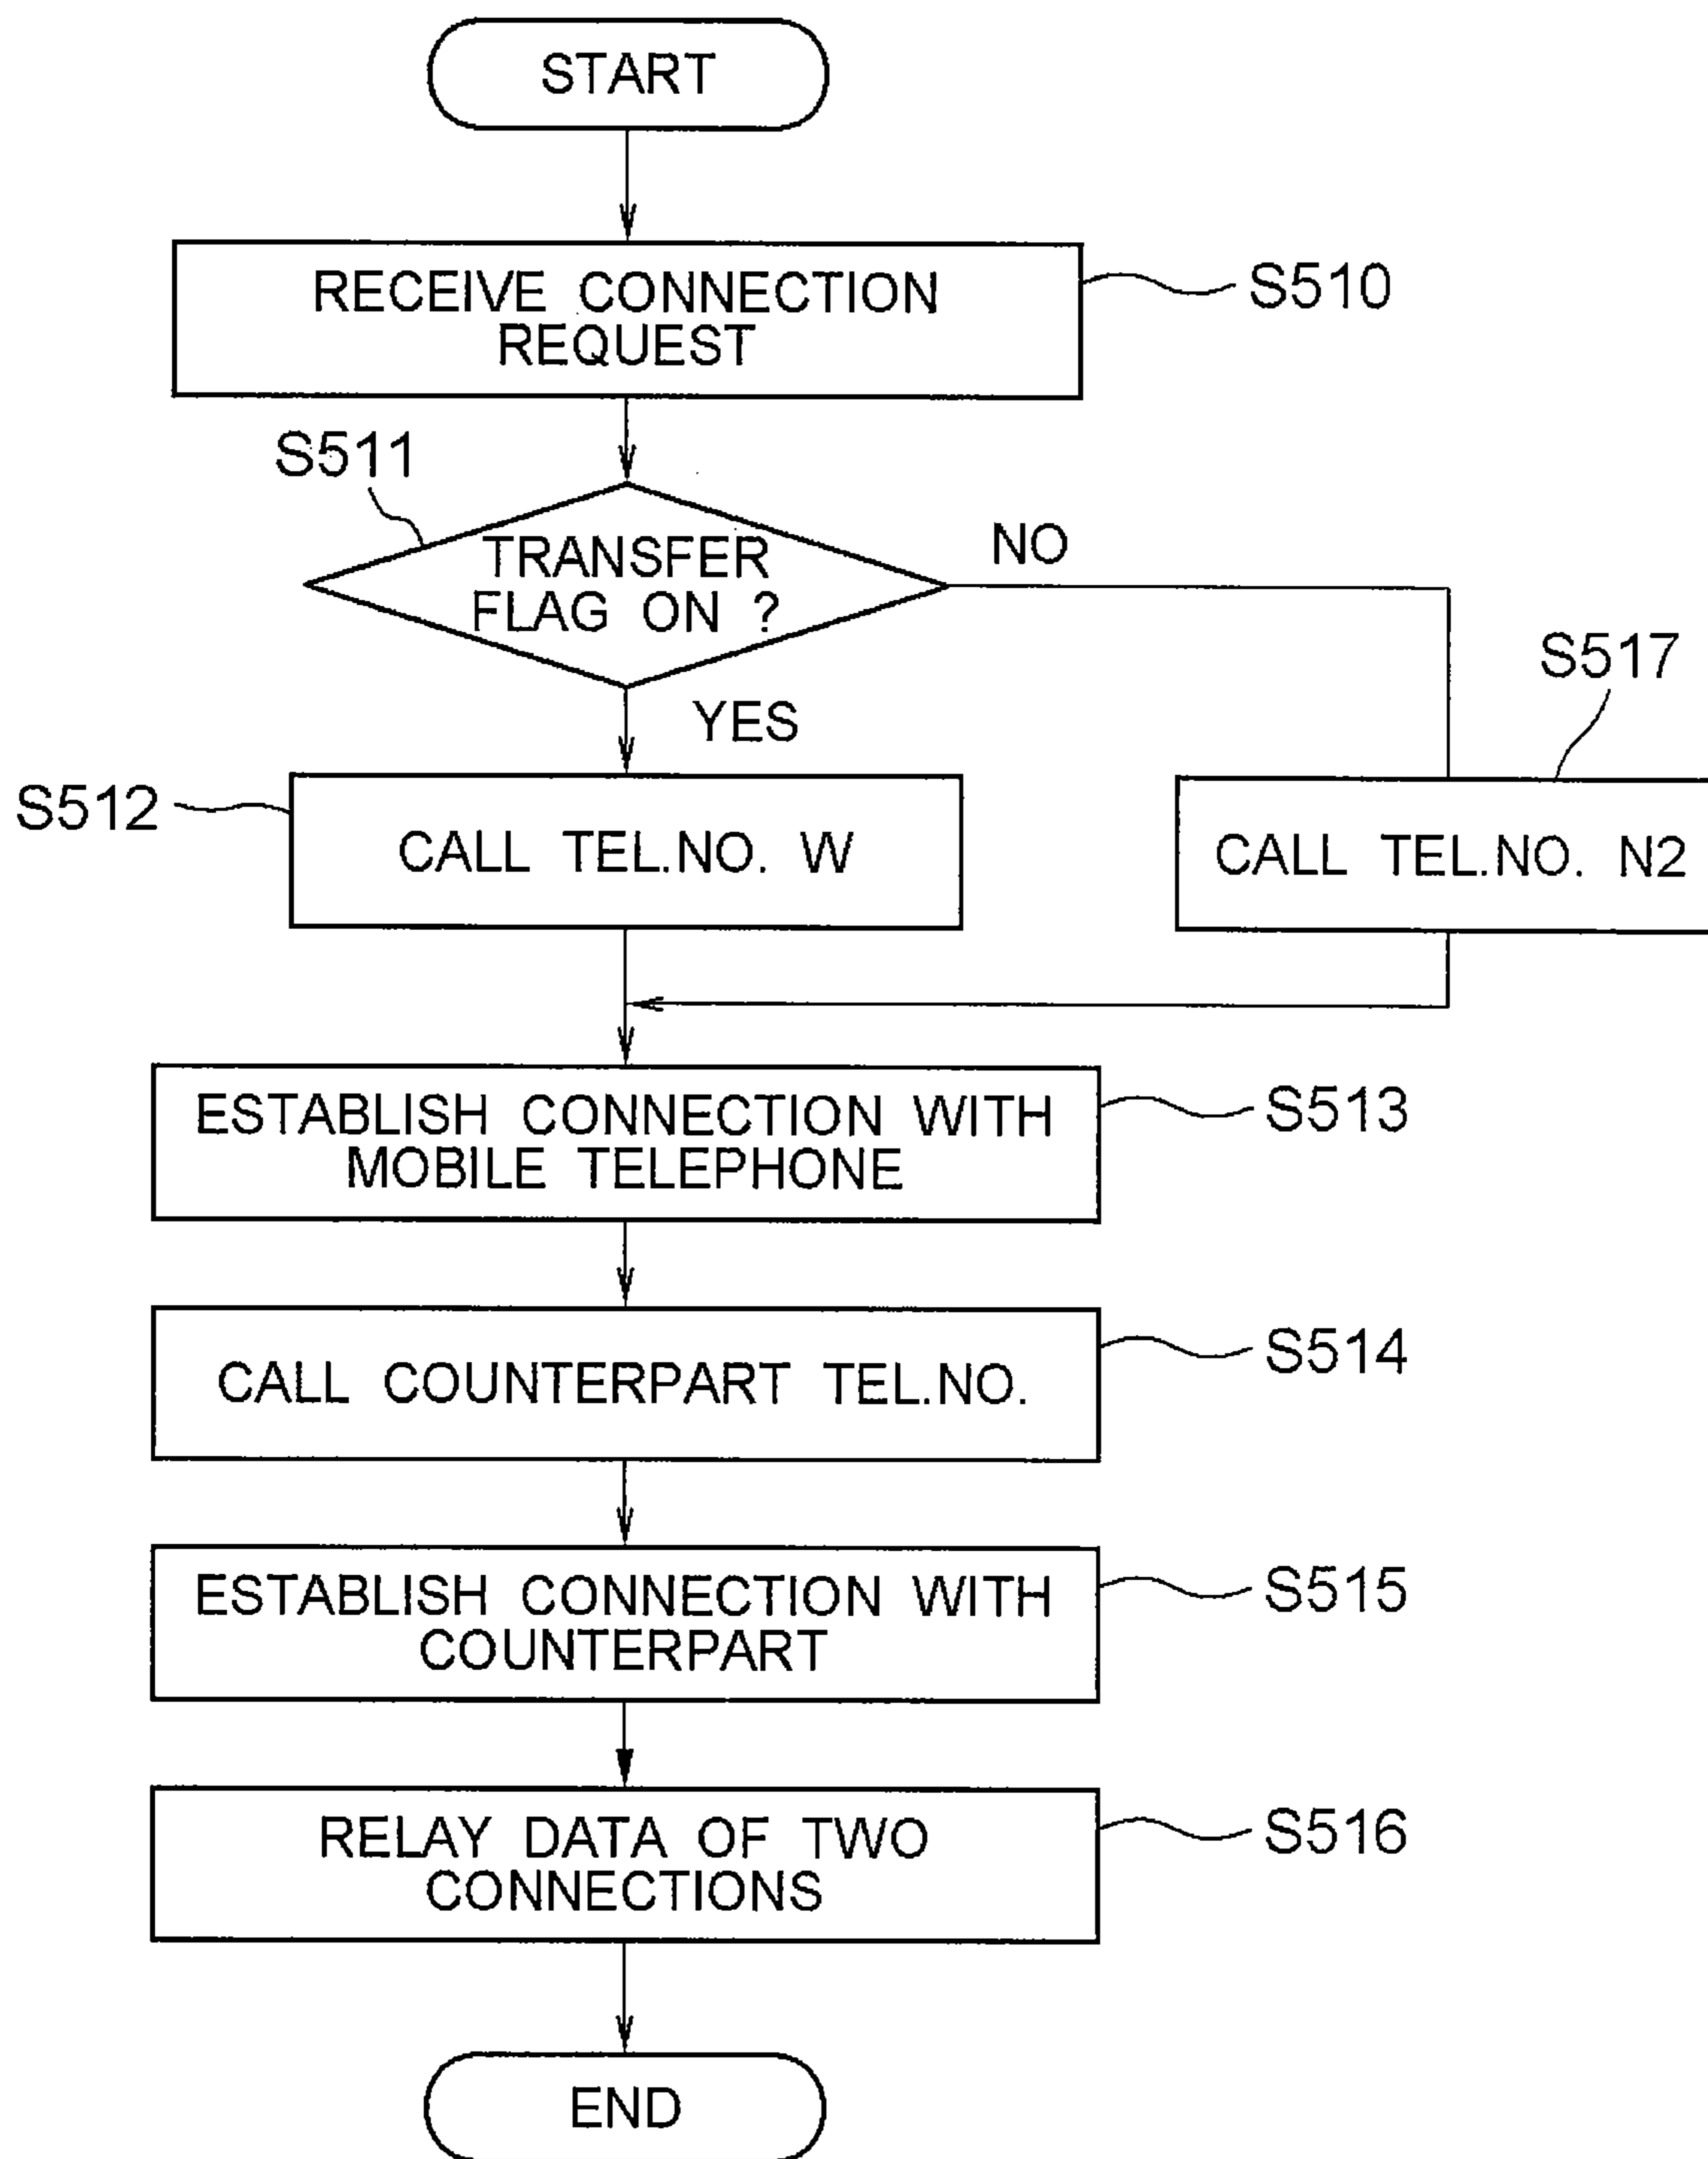 START
RECEIVE CONNECTION
REQUEST
S510
S511
TRANSFER
FLAG ON ?
NO
YES
S517
S512
CALL TEL.NO. W
CALL TEL.NO. N2
ESTABLISH CONNECTION WITH
MOBILE TELEPHONE
S513
CALL COUNTERPART TEL.NO.
S514
ESTABLISH CONNECTION WITH
COUNTERPART
S515
RELAY DATA OF TWO
CONNECTIONS
S516
END